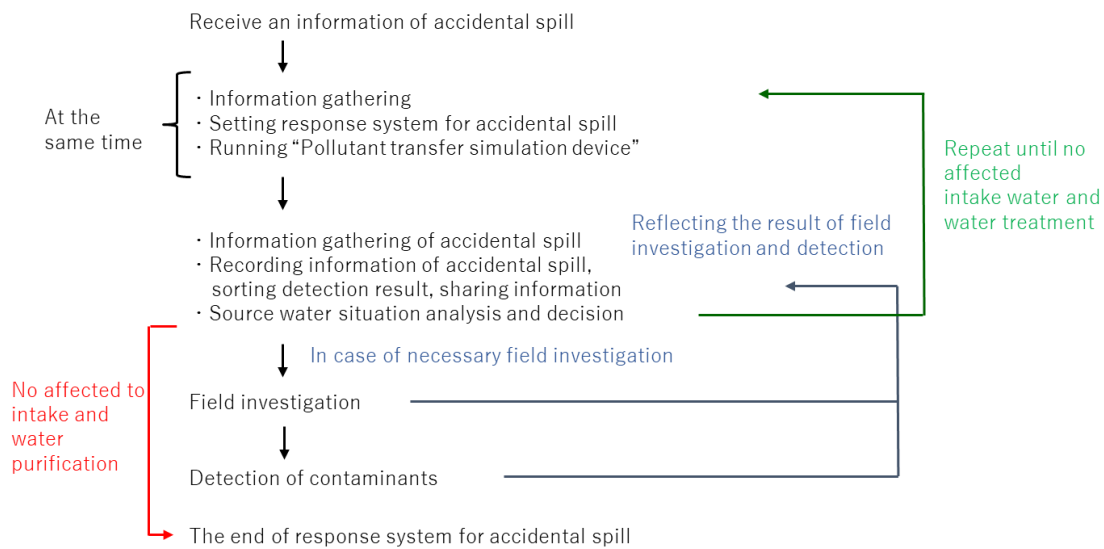 Receive an information of accidental spill
At the
same time
・Information gathering
・Setting response system for accidental spill
・Running “Pollutant transfer simulation device”
Repeat until no
affected
intake water and
water treatment
Reflecting the result of field
investigation and detection
・Information gathering of accidental spill
・Recording information of accidental spill,
sorting detection result, sharing information
・Source water situation analysis and decision
In case of necessary field investigation
No affected to
intake and
water
purification
Field investigation
Detection of contaminants
The end of response system for accidental spill